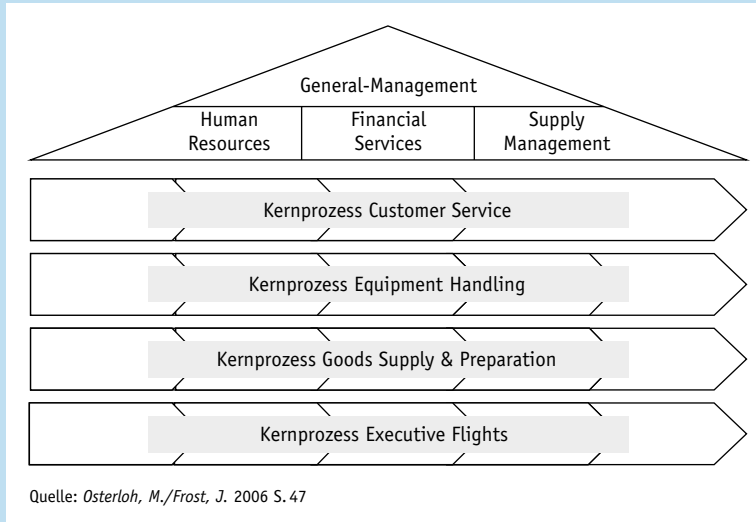 General-Management
Human Resources
Financial Services
Supply Management
Kernprozess Customer Service
Kernprozess Equipment Handling
Kernprozess Goods Supply & Preparation
Kernprozess Executive Flights
Quelle: Osterloh, M./Frost, J. 2006 S. 47